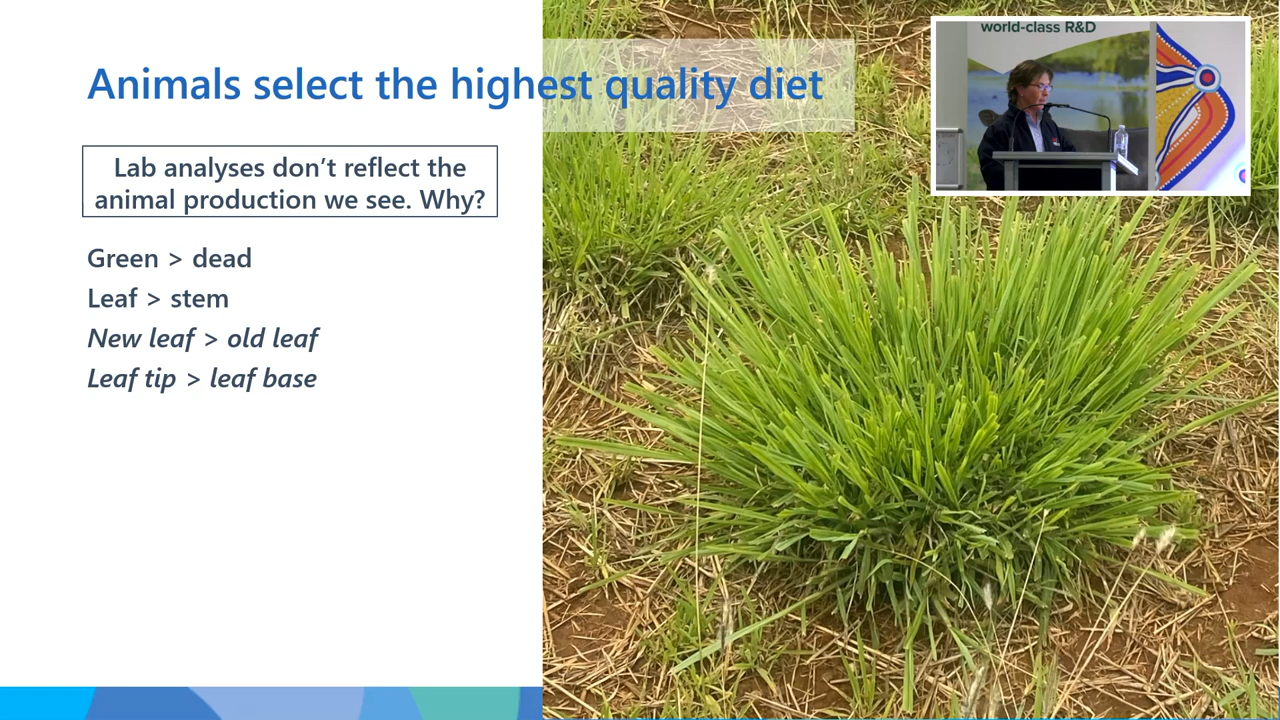 world-class R&D
Animals select the highest quality diet
Lab analyses don’t reflect the
animal production we see. Why?
Green > dead
Leaf > stem
New leaf > old leaf
Leaf tip > leaf base